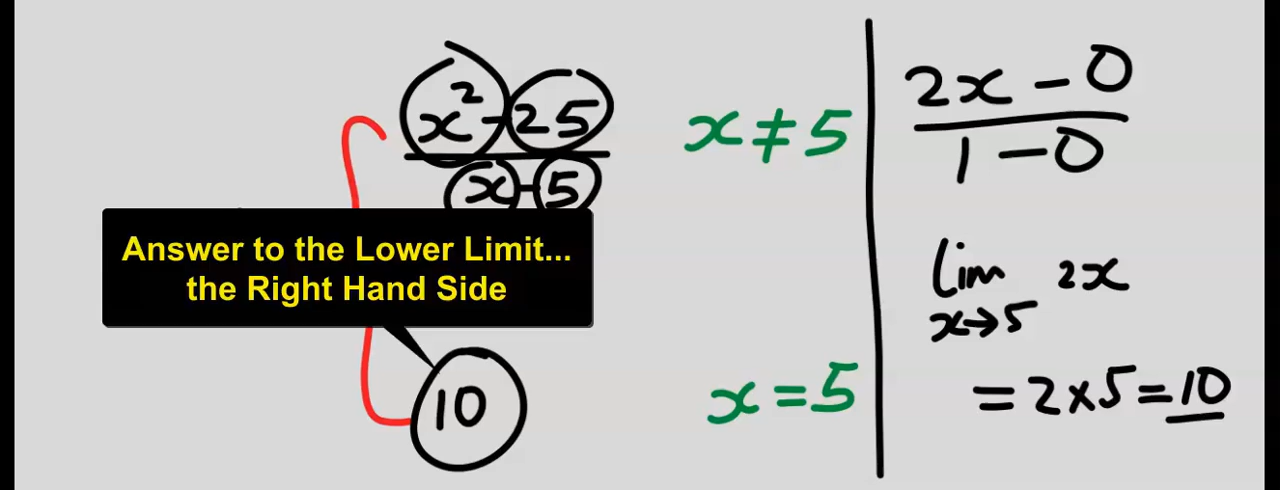 x² - 25
x - 5
x ≠ 5
Answer to the Lower Limit...
the Right Hand Side
10
x = 5
2x - 0
1 - 0
lim 2x
x→5
= 2 x 5 = 10